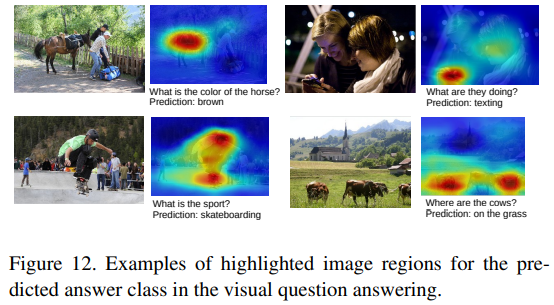 What is the color of the horse?
Prediction: brown
What are they doing?
Prediction: texting
What is the sport?
Prediction: skateboarding
Where are the cows?
Prediction: on the grass
Figure 12. Examples of highlighted image regions for the pre-
dicted answer class in the visual question answering.